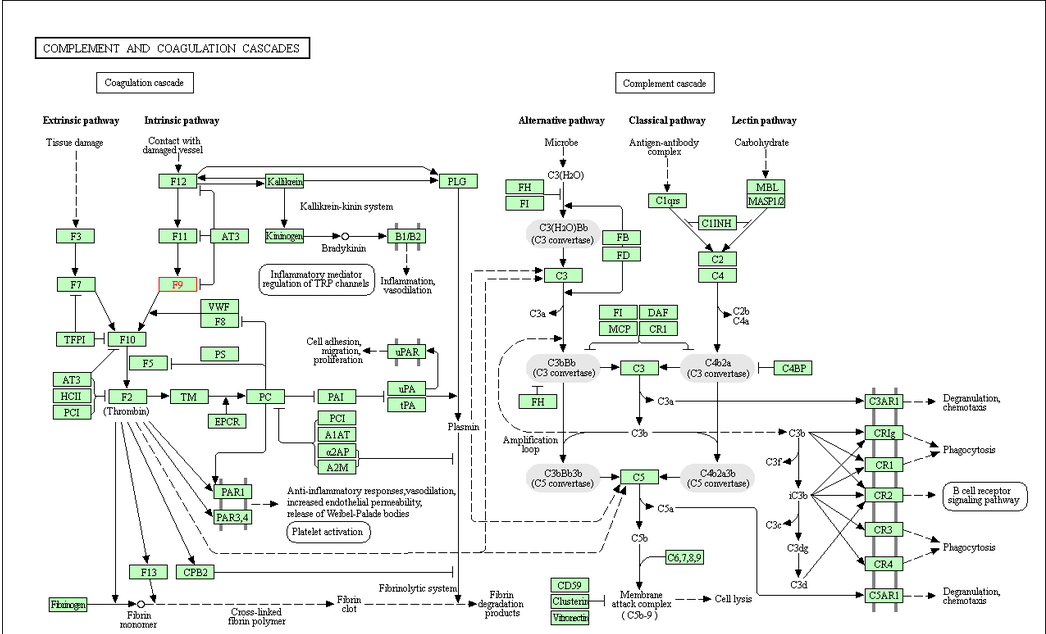 COMPLEMENT AND COAGULATION CASCADES
Coagulation cascade
Complement cascade
Extrinsic pathway
Intrinsic pathway
Alternative pathway
Classical pathway
Lectin pathway
Tissue damage
Contact with
damaged vessel
Microbe
Antigen-antibody
complex
Carbohydrate
F12
Kallikrein
PLG
C3(H2O)
FH
FI
C1qrs
MBL
MASP1/2
Kallikrein-kinin system
C1INH
F3
F11
AT3
Kininogen
Bradykinin
B1/B2
C3(H2O)Bb
(C3 convertase)
FB
FD
C2
C4
F7
F9
Inflammatory mediator
regulation of TRP channels
Inflammation,
vasodilation
C3
VWF
F8
C3a
FI
DAF
MCP
CR1
C2b
C4a
TFPI
F10
F5
PS
Cell adhesion,
migration,
proliferation
uPAR
C3bBb
(C3 convertase)
C3
C4b2a
(C3 convertase)
C4BP
AT3
HCII
PCI
F2
(Thrombin)
TM
PC
PAI
uPA
tPA
EPCR
FH
C3a
C3AR1
Degranulation,
chemotaxis
PCI
A1AT
α2AP
A2M
Plasmin
Amplification
loop
C3b
C3b
CRIg
Phagocytosis
C3f
CR1
C3bBb3b
(C5 convertase)
C5
C4b2a3b
(C5 convertase)
PAR1
PAR3,4
Anti-inflammatory responses,vasodilation,
increased endothelial permeability,
release of Weibel-Palade bodies
Platelet activation
iC3b
CR2
B cell receptor
signaling pathway
C5a
C3c
CR3
C5b
C3dg
Phagocytosis
C6,7,8,9
CR4
F13
CPB2
Fibrinolytic system
CD59
Clusterin
Vitronectin
C3d
Membrane
attack complex
( C5b-9 )
Cell lysis
C5AR1
Degranulation,
chemotaxis
Fibrinogen
Fibrin
monomer
Cross-linked
fibrin polymer
Fibrin
clot
Fibrin
degradation
products